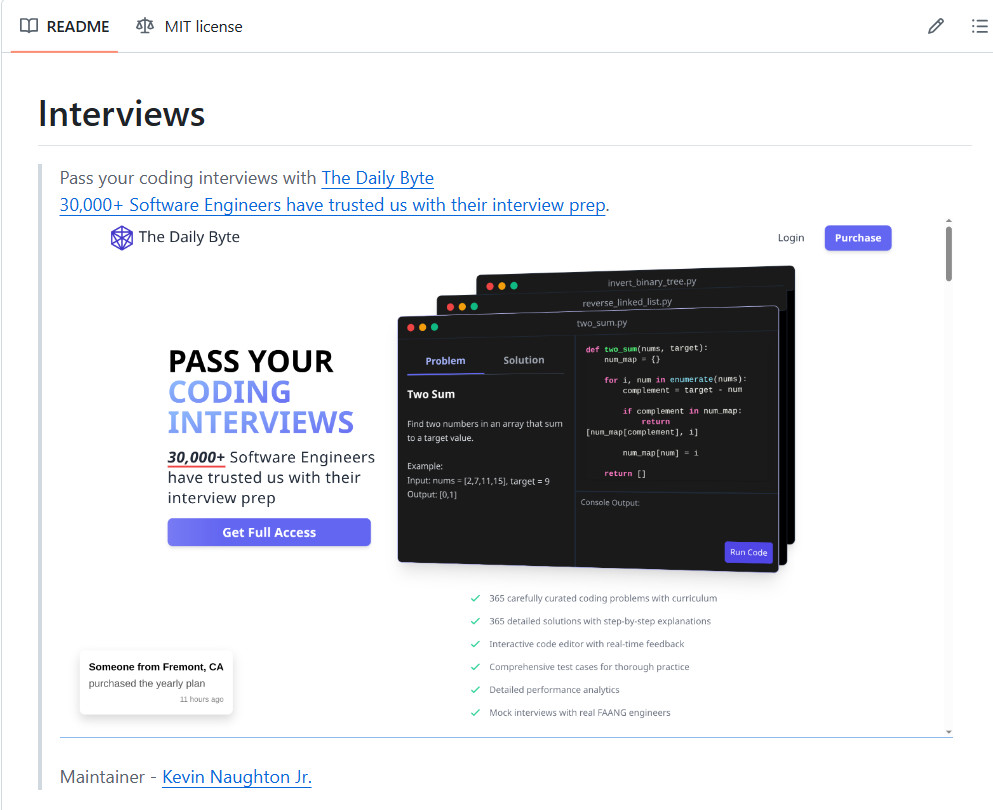 README
MIT license
Interviews
Pass your coding interviews with The Daily Byte
30,000+ Software Engineers have trusted us with their interview prep.
The Daily Byte
Login
Purchase
invert_binary_tree.py
reverse_linked_list.py
two_sum.py
PASS YOUR
CODING
INTERVIEWS
30,000+ Software Engineers
have trusted us with their
interview prep
Get Full Access
Problem
Solution
Two Sum
Find two numbers in an array that sum
to a target value.
Example:
Input: nums = [2,7,11,15], target = 9
Output: [0,1]
def two_sum(nums, target):
num_map = {}
for i, num in enumerate(nums):
complement = target - num
if complement in num_map:
return
[num_map[complement], i]
num_map[num] = i
return []
Console Output:
Run Code
365 carefully curated coding problems with curriculum
365 detailed solutions with step-by-step explanations
Interactive code editor with real-time feedback
Comprehensive test cases for thorough practice
Detailed performance analytics
Mock interviews with real FAANG engineers
Someone from Fremont, CA
purchased the yearly plan
11 hours ago
Maintainer - Kevin Naughton Jr.